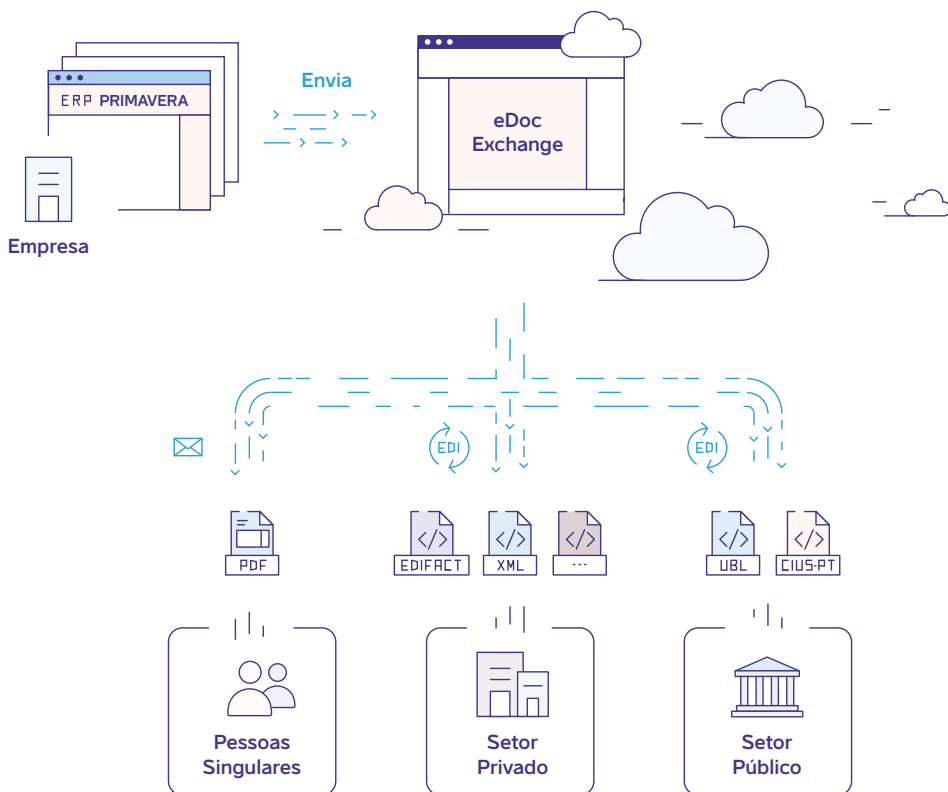 Envia
ERP PRIMAVERA
eDoc
Exchange
Empresa
EDI
EDI
PDF
EDIFACT
XML
---
UBL
CIUS-PT
Pessoas
Singulares
Setor
Privado
Setor
Público